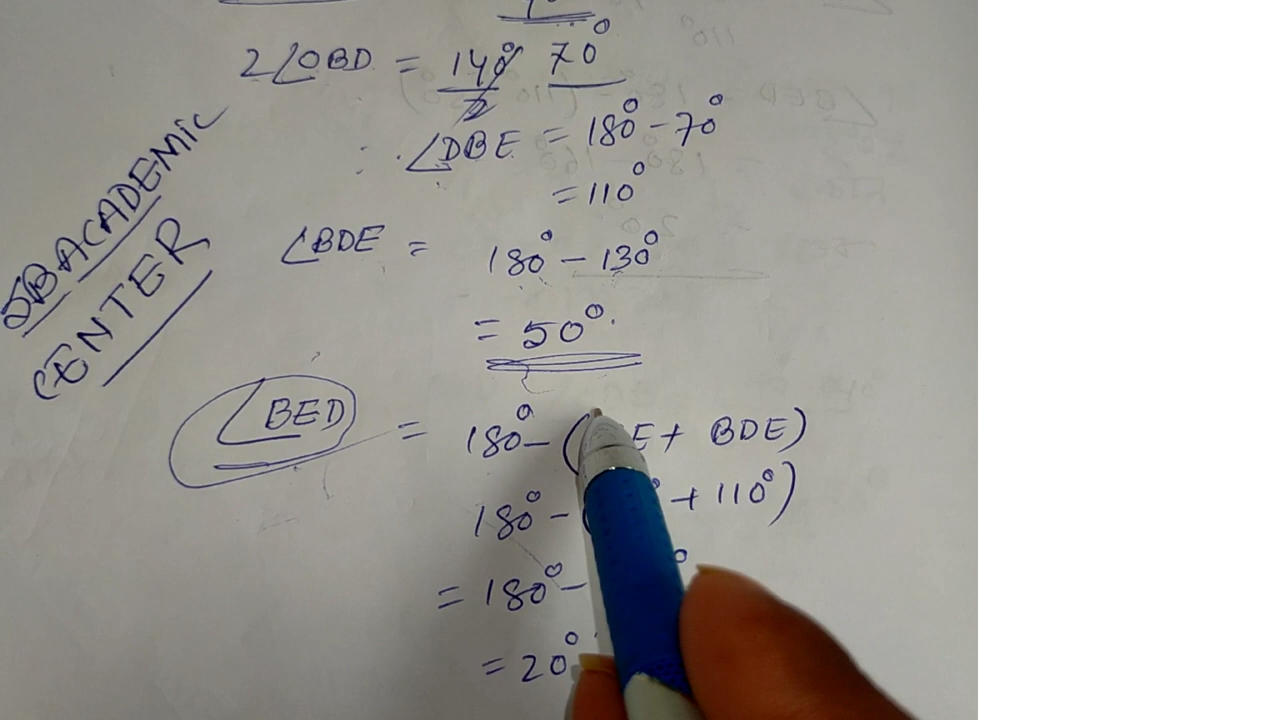 2∠OBD = 140° 70°
2
∴ ∠DBE = 180° - 70°
= 110°
∠BDE = 180° - 130°
= 50°.
∠BED = 180° - ( E + BDE)
180° - ( ° + 110°)
= 180° - °
= 20°
JBACADEMIC
CENTER